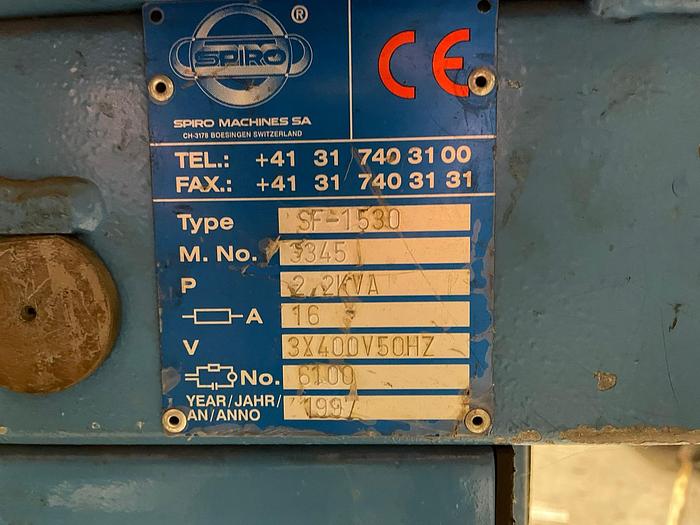 ®
SPIRO
CE
SPIRO MACHINES SA
CH-3178 BOESINGEN SWITZERLAND
TEL.: +41 31 740 31 00
FAX.: +41 31 740 31 31
Type SF-1530
M. No. 3345
P 2,2KVA
A 16
V 3X400V50HZ
No. 6100
YEAR/JAHR/
AN/ANNO 1997